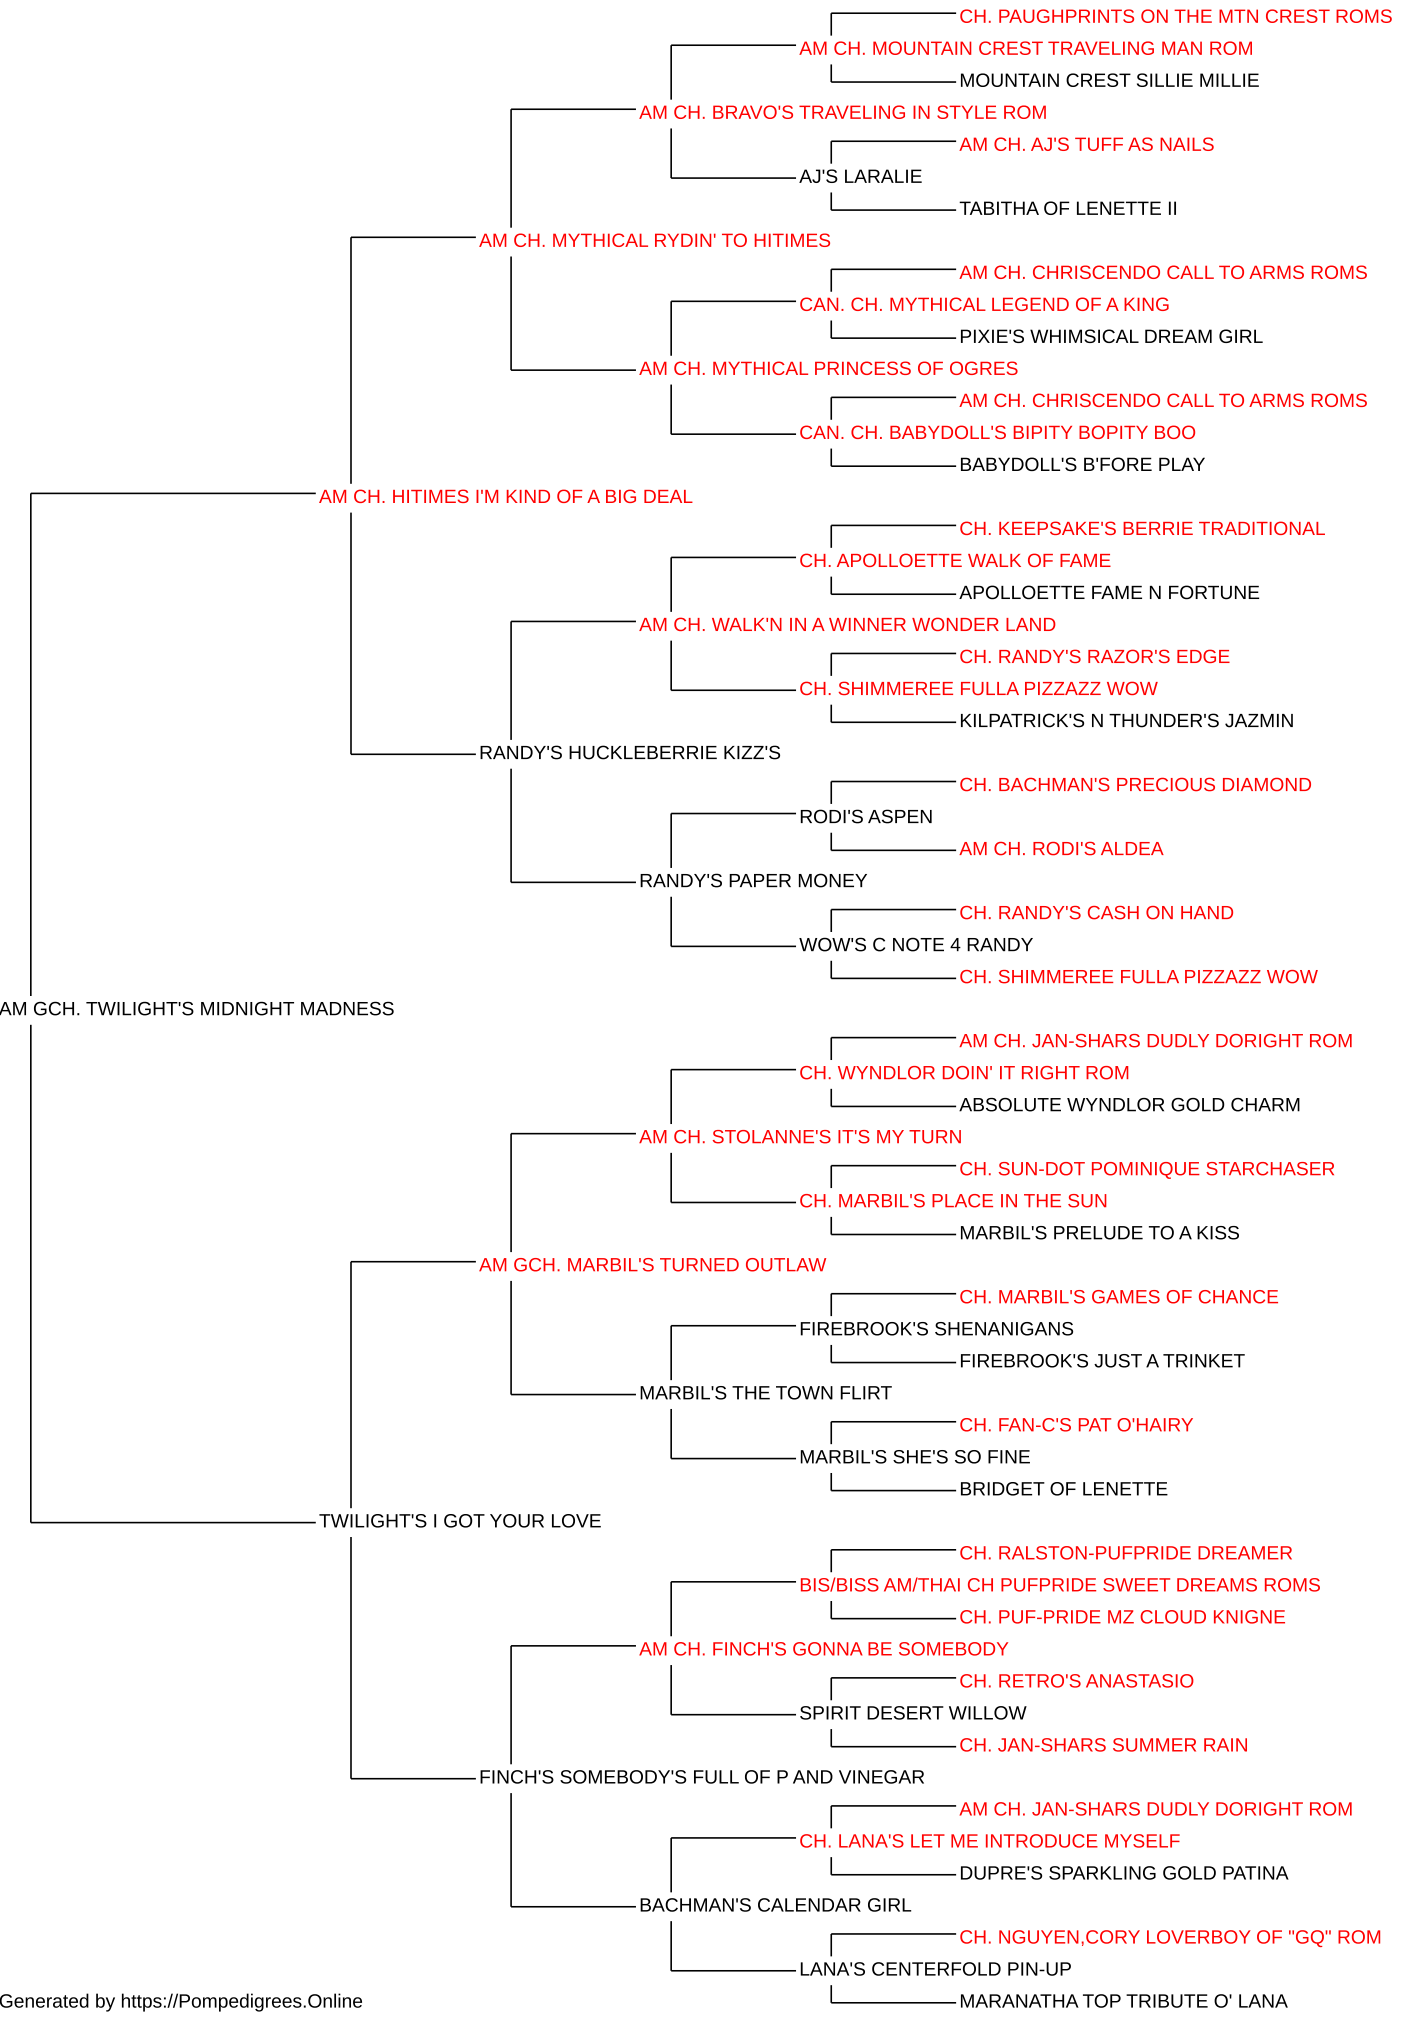 CH. PAUGHPRINTS ON THE MTN CREST ROMS
AM CH. MOUNTAIN CREST TRAVELING MAN ROM
MOUNTAIN CREST SILLIE MILLIE
AM CH. BRAVO'S TRAVELING IN STYLE ROM
AM CH. AJ'S TUFF AS NAILS
AJ'S LARALIE
TABITHA OF LENETTE II
AM CH. MYTHICAL RYDIN' TO HITIMES
AM CH. CHRISCENDO CALL TO ARMS ROMS
CAN. CH. MYTHICAL LEGEND OF A KING
PIXIE'S WHIMSICAL DREAM GIRL
AM CH. MYTHICAL PRINCESS OF OGRES
AM CH. CHRISCENDO CALL TO ARMS ROMS
CAN. CH. BABYDOLL'S BIPITY BOPITY BOO
BABYDOLL'S B'FORE PLAY
AM CH. HITIMES I'M KIND OF A BIG DEAL
CH. KEEPSAKE'S BERRIE TRADITIONAL
CH. APOLLOETTE WALK OF FAME
APOLLOETTE FAME N FORTUNE
AM CH. WALK'N IN A WINNER WONDER LAND
CH. RANDY'S RAZOR'S EDGE
CH. SHIMMEREE FULLA PIZZAZZ WOW
KILPATRICK'S N THUNDER'S JAZMIN
RANDY'S HUCKLEBERRIE KIZZ'S
CH. BACHMAN'S PRECIOUS DIAMOND
RODI'S ASPEN
AM CH. RODI'S ALDEA
RANDY'S PAPER MONEY
CH. RANDY'S CASH ON HAND
WOW'S C NOTE 4 RANDY
CH. SHIMMEREE FULLA PIZZAZZ WOW
AM GCH. TWILIGHT'S MIDNIGHT MADNESS
AM CH. JAN-SHARS DUDLY DORIGHT ROM
CH. WYNDLOR DOIN' IT RIGHT ROM
ABSOLUTE WYNDLOR GOLD CHARM
AM CH. STOLANNE'S IT'S MY TURN
CH. SUN-DOT POMINIQUE STARCHASER
CH. MARBIL'S PLACE IN THE SUN
MARBIL'S PRELUDE TO A KISS
AM GCH. MARBIL'S TURNED OUTLAW
CH. MARBIL'S GAMES OF CHANCE
FIREBROOK'S SHENANIGANS
FIREBROOK'S JUST A TRINKET
MARBIL'S THE TOWN FLIRT
CH. FAN-C'S PAT O'HAIRY
MARBIL'S SHE'S SO FINE
BRIDGET OF LENETTE
TWILIGHT'S I GOT YOUR LOVE
CH. RALSTON-PUFPRIDE DREAMER
BIS/BISS AM/THAI CH PUFPRIDE SWEET DREAMS ROMS
CH. PUF-PRIDE MZ CLOUD KNIGNE
AM CH. FINCH'S GONNA BE SOMEBODY
CH. RETRO'S ANASTASIO
SPIRIT DESERT WILLOW
CH. JAN-SHARS SUMMER RAIN
FINCH'S SOMEBODY'S FULL OF P AND VINEGAR
AM CH. JAN-SHARS DUDLY DORIGHT ROM
CH. LANA'S LET ME INTRODUCE MYSELF
DUPRE'S SPARKLING GOLD PATINA
BACHMAN'S CALENDAR GIRL
CH. NGUYEN,CORY LOVERBOY OF "GQ" ROM
LANA'S CENTERFOLD PIN-UP
MARANATHA TOP TRIBUTE O' LANA
Generated by https://Pompedigrees.Online